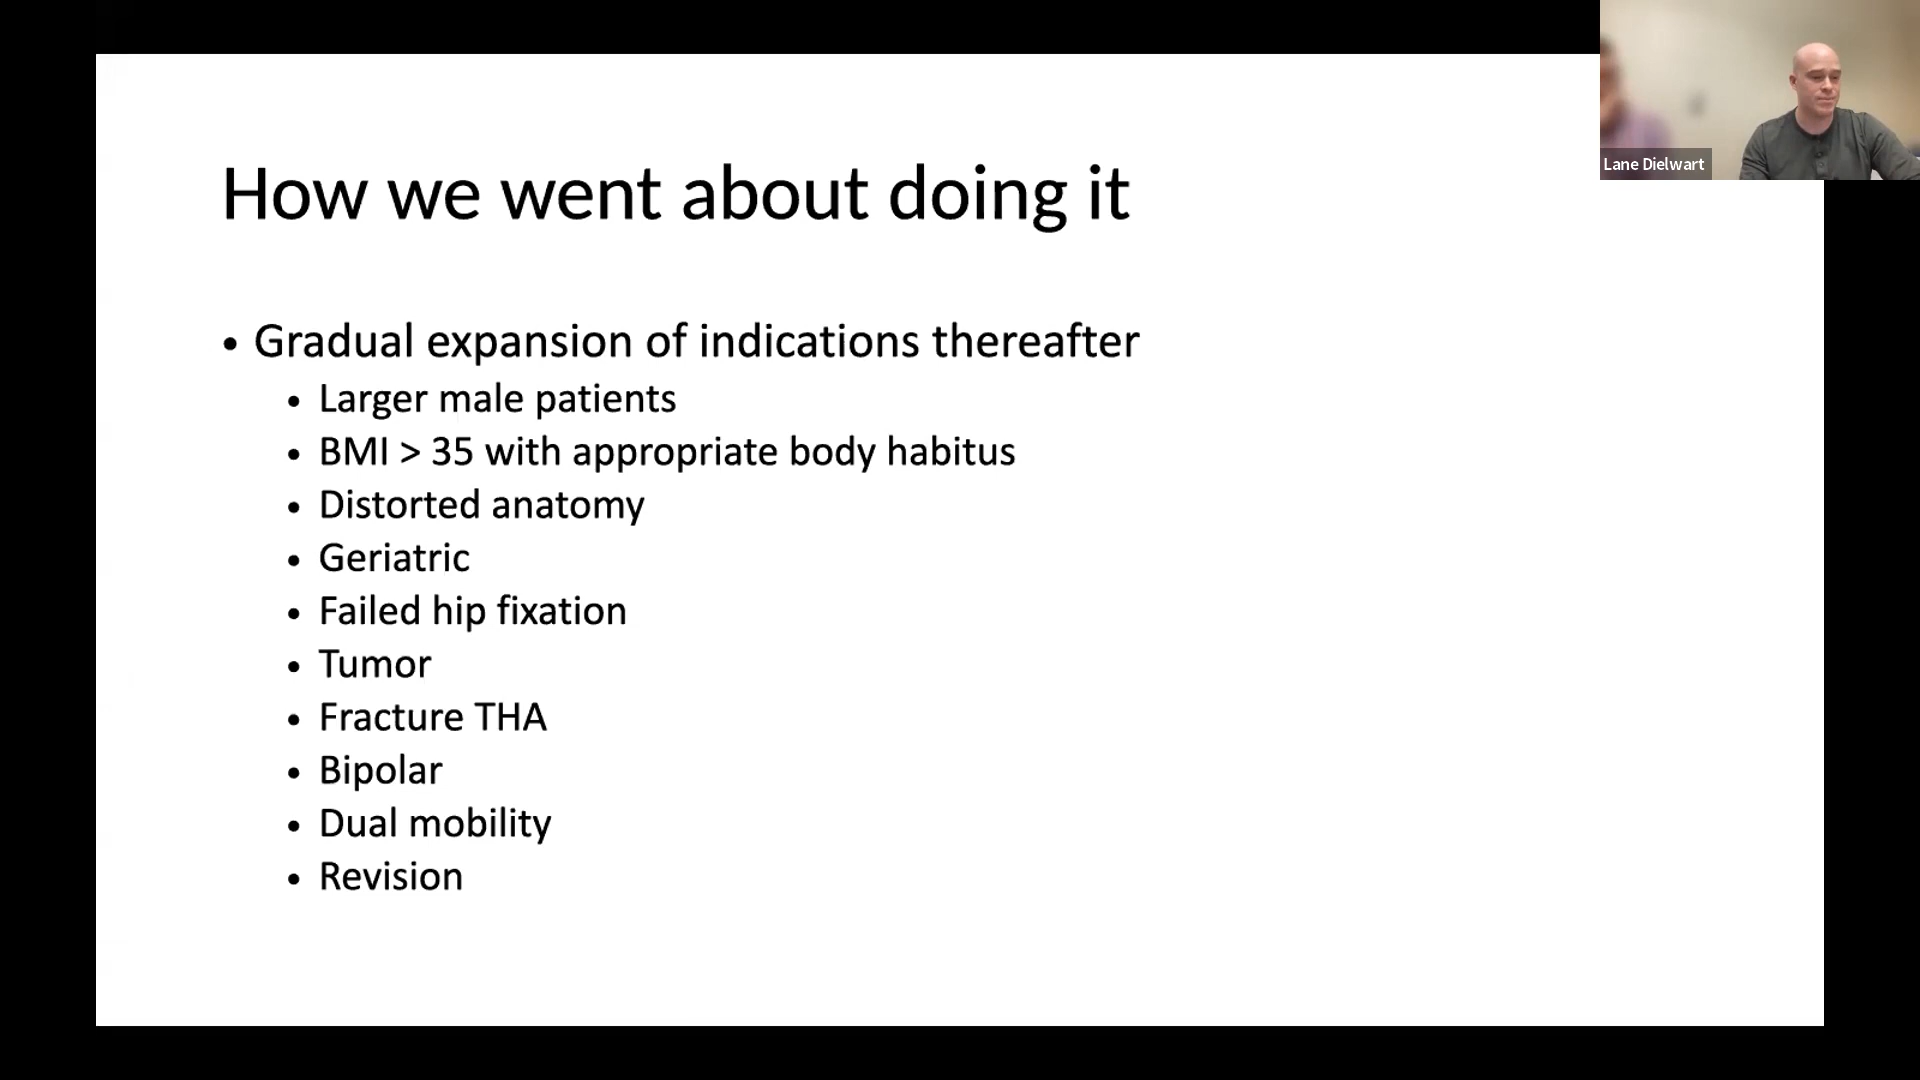 How we went about doing it
• Gradual expansion of indications thereafter
• Larger male patients
• BMI > 35 with appropriate body habitus
• Distorted anatomy
• Geriatric
• Failed hip fixation
• Tumor
• Fracture THA
• Bipolar
• Dual mobility
• Revision
Lane Dielwart